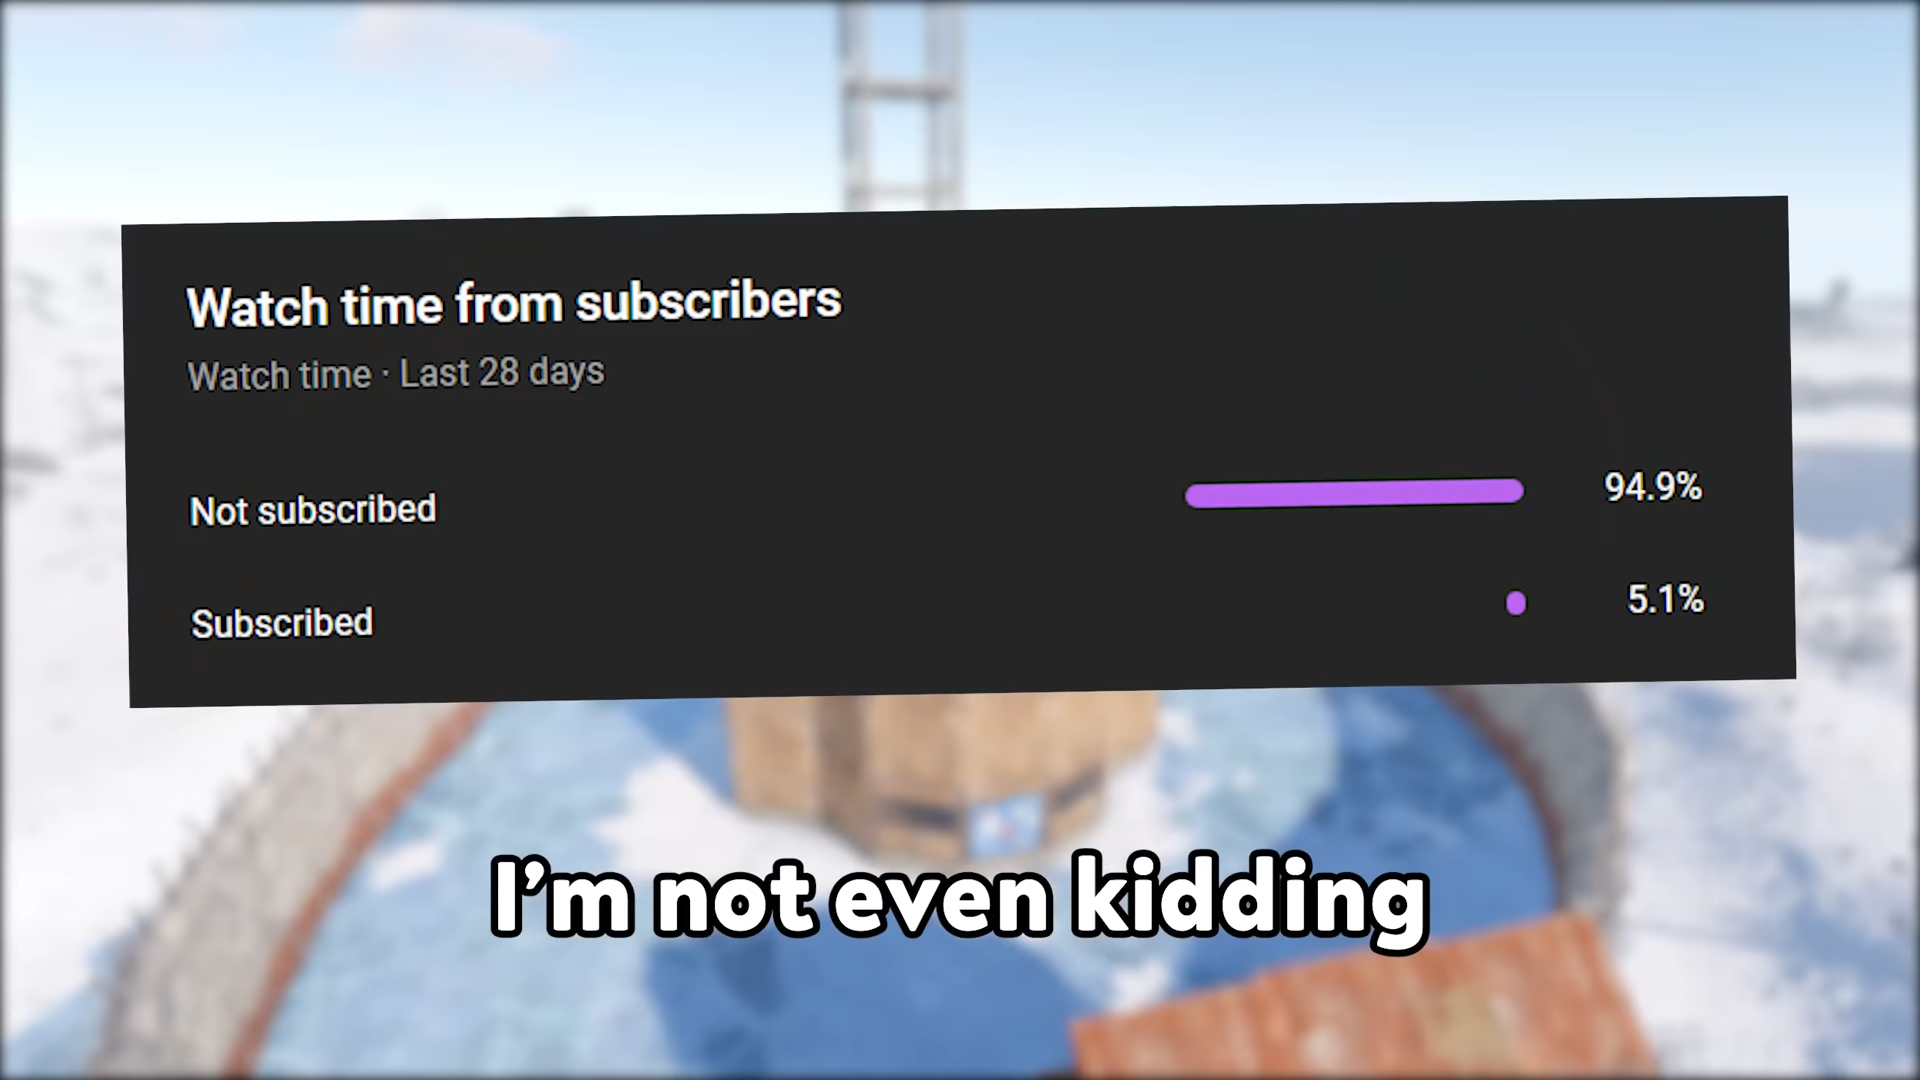 Watch time from subscribers
Watch time · Last 28 days
Not subscribed 94.9%
Subscribed 5.1%
I'm not even kidding